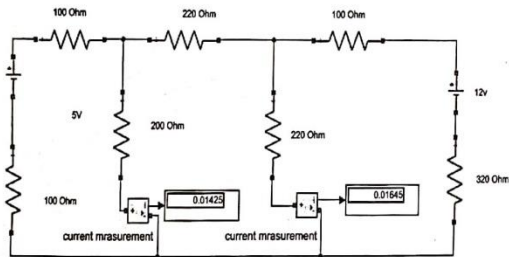 100 Ohm
220 Ohm
100 Ohm
5V
12v
200 Ohm
220 Ohm
100 Ohm
320 Ohm
0.01425
0.01645
current mrasurement
current mrasurement